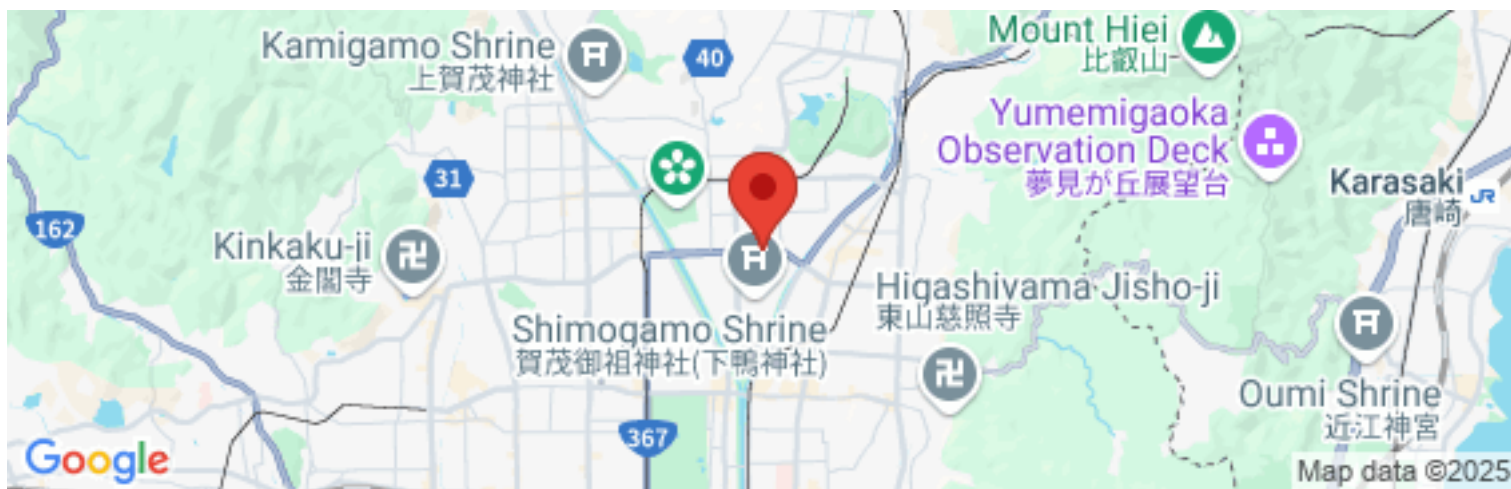 Kamigamo Shrine
上賀茂神社
40
Mount Hiei
比叡山
Yumemigaoka
Observation Deck
夢見が丘展望台
31
Karasaki
唐崎
JR
162
Kinkaku-ji
金閣寺
Higashiyama Jisho-ji
東山慈照寺
Shimogamo Shrine
賀茂御祖神社(下鴨神社)
Oumi Shrine
近江神宮
367
Google
Map data ©2025